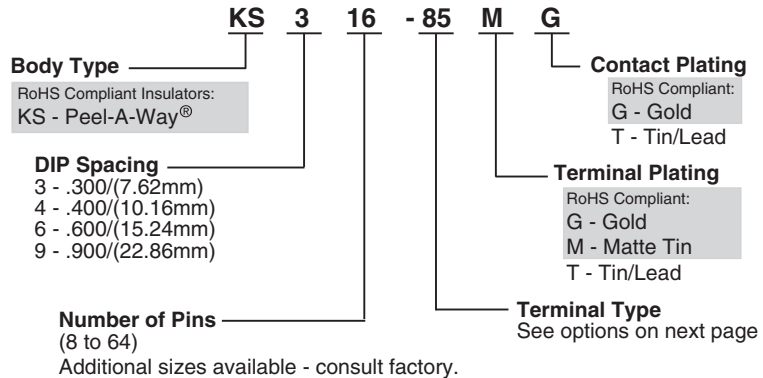 KS 3 16 - 85 M G
Body Type
RoHS Compliant Insulators:
KS - Peel-A-Way®
DIP Spacing
3 - .300/(7.62mm)
4 - .400/(10.16mm)
6 - .600/(15.24mm)
9 - .900/(22.86mm)
Number of Pins
(8 to 64)
Additional sizes available - consult factory.
Contact Plating
RoHS Compliant:
G - Gold
T - Tin/Lead
Terminal Plating
RoHS Compliant:
G - Gold
M - Matte Tin
T - Tin/Lead
Terminal Type
See options on next page